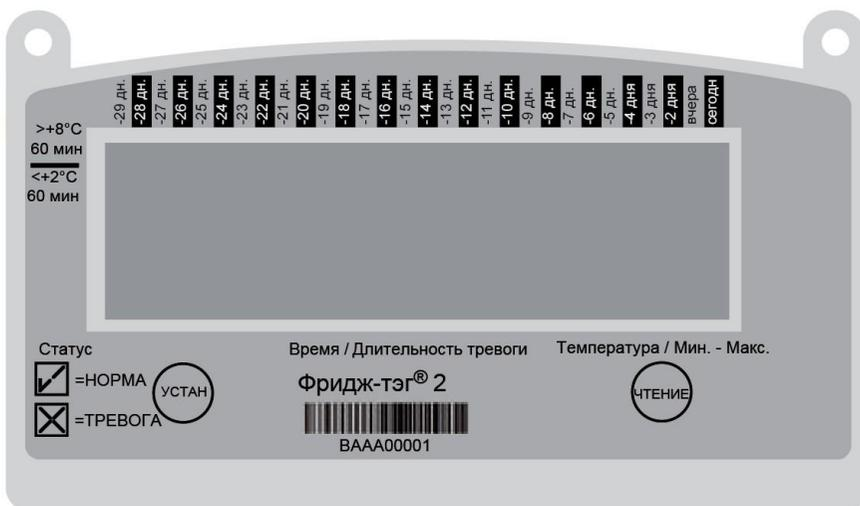 -29 дн.
-28 дн.
-27 дн.
-26 дн.
-25 дн.
-24 дн.
-23 дн.
-22 дн.
-21 дн.
-20 дн.
-19 дн.
-18 дн.
-17 дн.
-16 дн.
-15 дн.
-14 дн.
-13 дн.
-12 дн.
-11 дн.
-10 дн.
-9 дн.
-8 дн.
-7 дн.
-6 дн.
-5 дн.
-4 дня
-3 дня
-2 дня
вчера
сегодн
>+8°C
60 мин
<+2°C
60 мин
Статус
Время / Длительность тревоги
Температура / Мин. - Макс.
=НОРМА
УСТАН
=ТРЕВОГА
Фридж-тэг® 2
BAAA00001
ЧТЕНИЕ